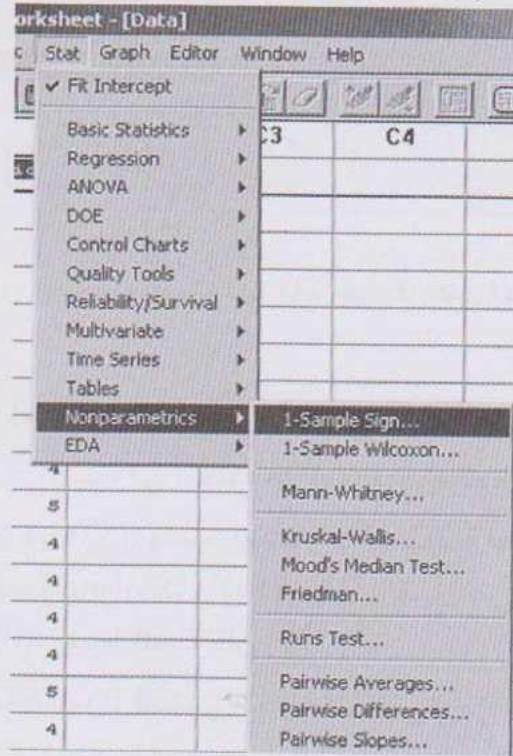 orksheet - [Data]
c Stat Graph Editor Window Help
✓ Fit Intercept
Basic Statistics
Regression
ANOVA
DOE
Control Charts
Quality Tools
Reliability/Survival
Multivariate
Time Series
Tables
Nonparametrics
EDA
C3 C4
1-Sample Sign...
1-Sample Wilcoxon...
Mann-Whitney...
Kruskal-Wallis...
Mood's Median Test...
Friedman...
Runs Test...
Pairwise Averages...
Pairwise Differences...
Pairwise Slopes...
4
5
4
4
4
4
5
4